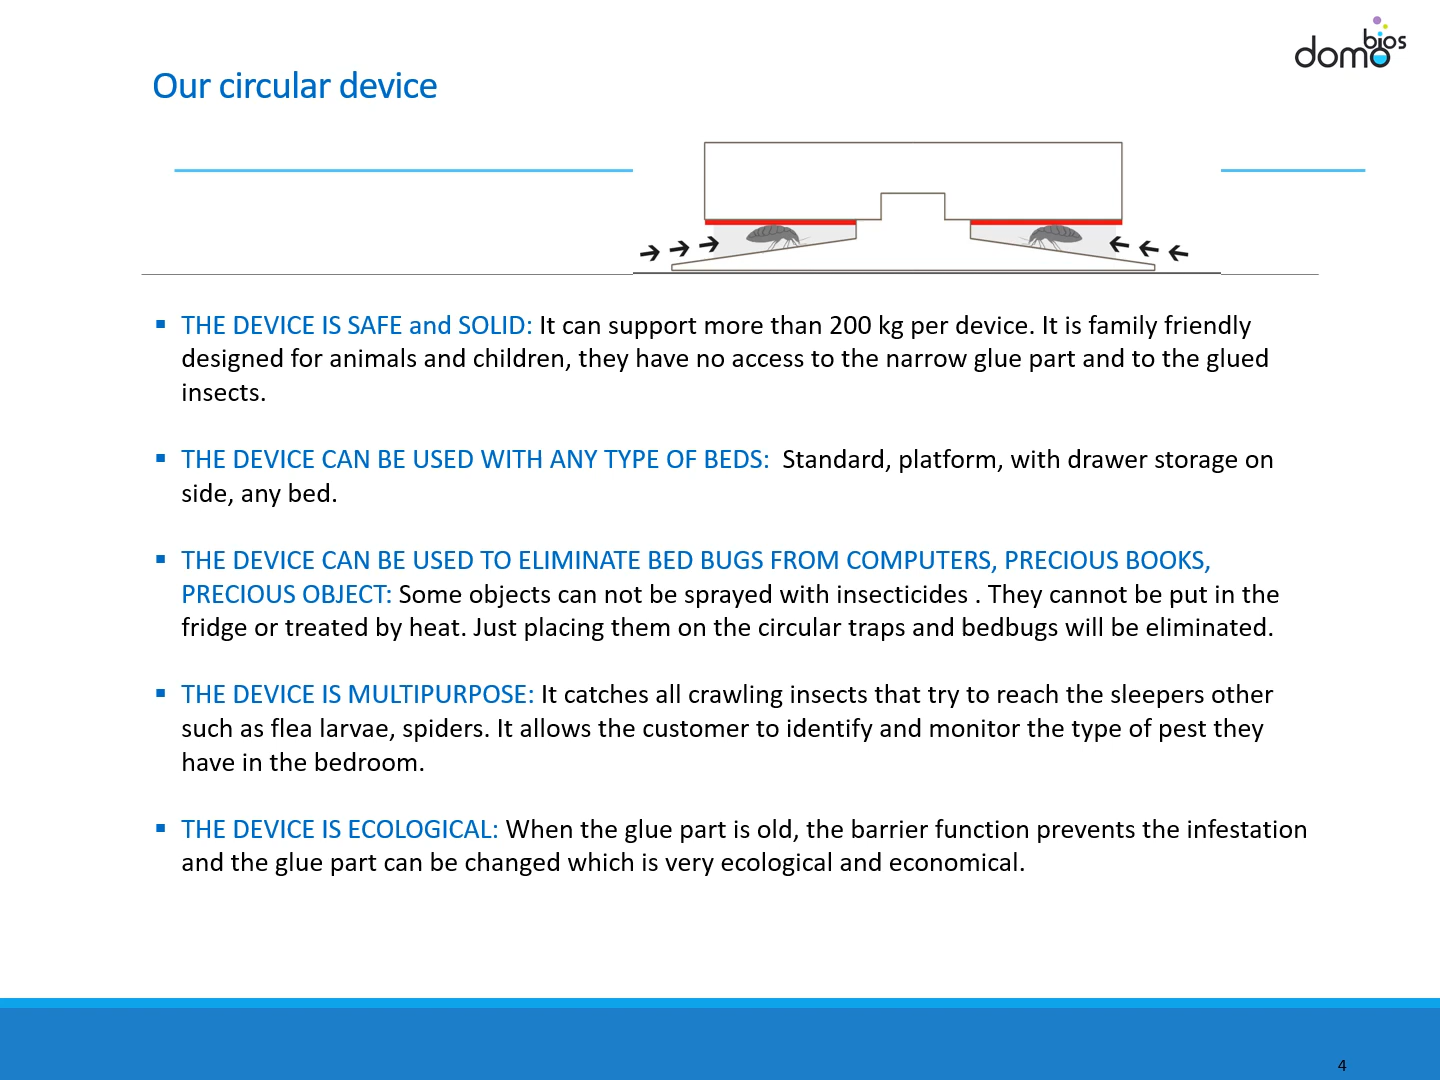 domobios
Our circular device
▪ THE DEVICE IS SAFE and SOLID: It can support more than 200 kg per device. It is family friendly
designed for animals and children, they have no access to the narrow glue part and to the glued
insects.
▪ THE DEVICE CAN BE USED WITH ANY TYPE OF BEDS:  Standard, platform, with drawer storage on
side, any bed.
▪ THE DEVICE CAN BE USED TO ELIMINATE BED BUGS FROM COMPUTERS, PRECIOUS BOOKS,
PRECIOUS OBJECT: Some objects can not be sprayed with insecticides . They cannot be put in the
fridge or treated by heat. Just placing them on the circular traps and bedbugs will be eliminated.
▪ THE DEVICE IS MULTIPURPOSE: It catches all crawling insects that try to reach the sleepers other
such as flea larvae, spiders. It allows the customer to identify and monitor the type of pest they
have in the bedroom.
▪ THE DEVICE IS ECOLOGICAL: When the glue part is old, the barrier function prevents the infestation
and the glue part can be changed which is very ecological and economical.
4